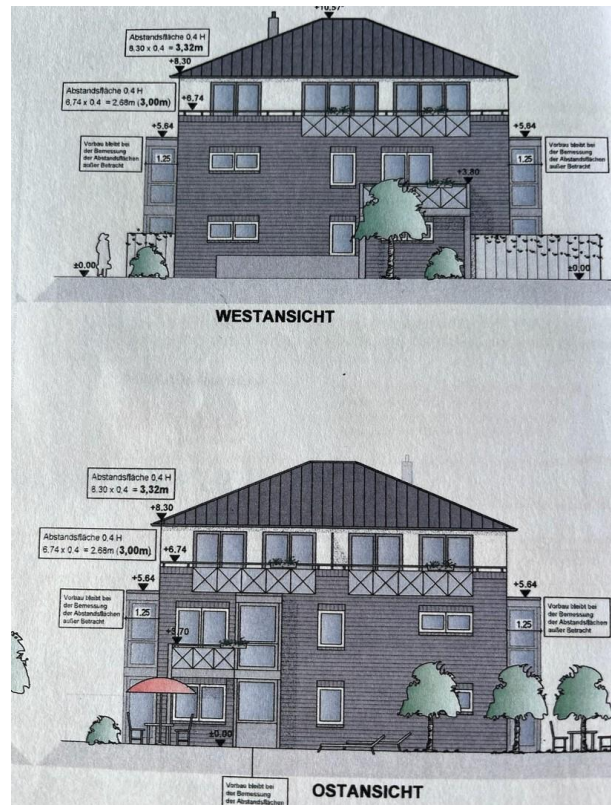 +10,57
Abstandsfläche 0.4 H
8.30 x 0.4 = 3,32m
+8,30
Abstandsfläche 0.4.H
6,74 x 0.4 = 2,68m (3,00m)
+6,74
+5,64
+5,64
Vorbau bleibt bei
der Bemessung
der Abstandsflächen
außer Betracht
1,25
1,25
Vorbau bleibt bei
der Bemessung
der Abstandsflächen
außer Betracht
+3,80
±0,00
±0,00
WESTANSICHT
Abstandsfläche 0,4 H
8.30 x 0.4 = 3,32m
+8,30
Abstandsfläche 0,4.H
6.74 x 0.4 = 2,68m (3,00m)
+6,74
+5,64
+5,64
Vorbau bleibt bei
der Bemessung
der Abstandsflächen
außer Betracht
1,25
1,25
Vorbau bleibt bei
der Bemessung
der Abstandsflächen
außer Betracht
±0,00
Vorbau bleibt bei
der Bemessung
der Abstandsflächen
OSTANSICHT